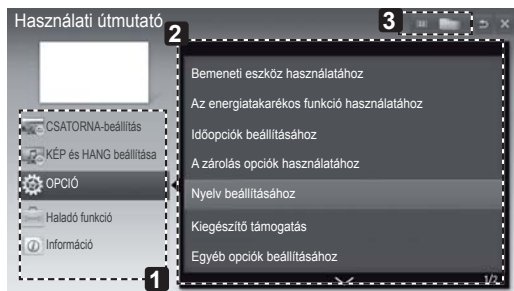 Használati útmutató
2
3
CSATORNA-beállítás
KÉP és HANG beállítása
OPCIÓ
Haladó funkció
Információ
1
Bemeneti eszköz használatához
Az energiatakarékos funkció használatához
Időopciók beállításához
A zárolás opciók használatához
Nyelv beállításához
Kiegészítő támogatás
Egyéb opciók beállításához
1/2